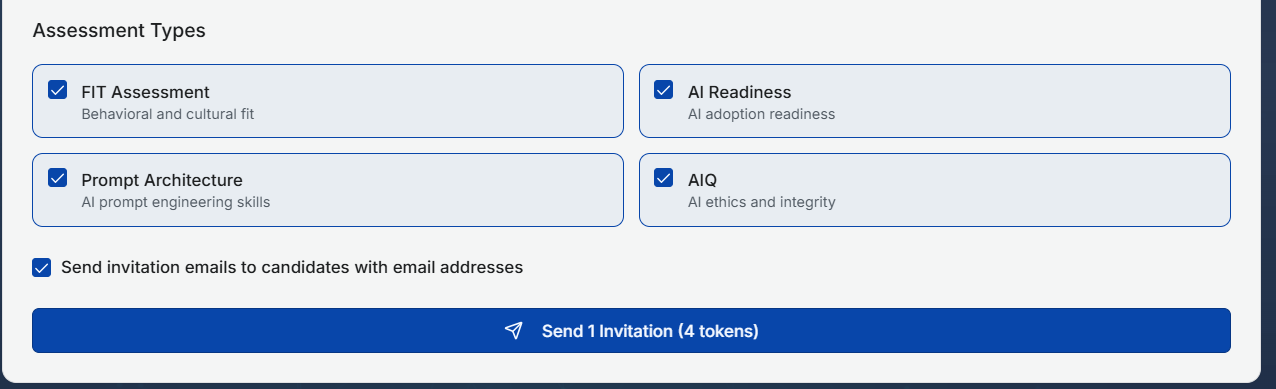 Assessment Types
FIT Assessment
Behavioral and cultural fit
AI Readiness
AI adoption readiness
Prompt Architecture
AI prompt engineering skills
AIQ
AI ethics and integrity
Send invitation emails to candidates with email addresses
Send 1 Invitation (4 tokens)